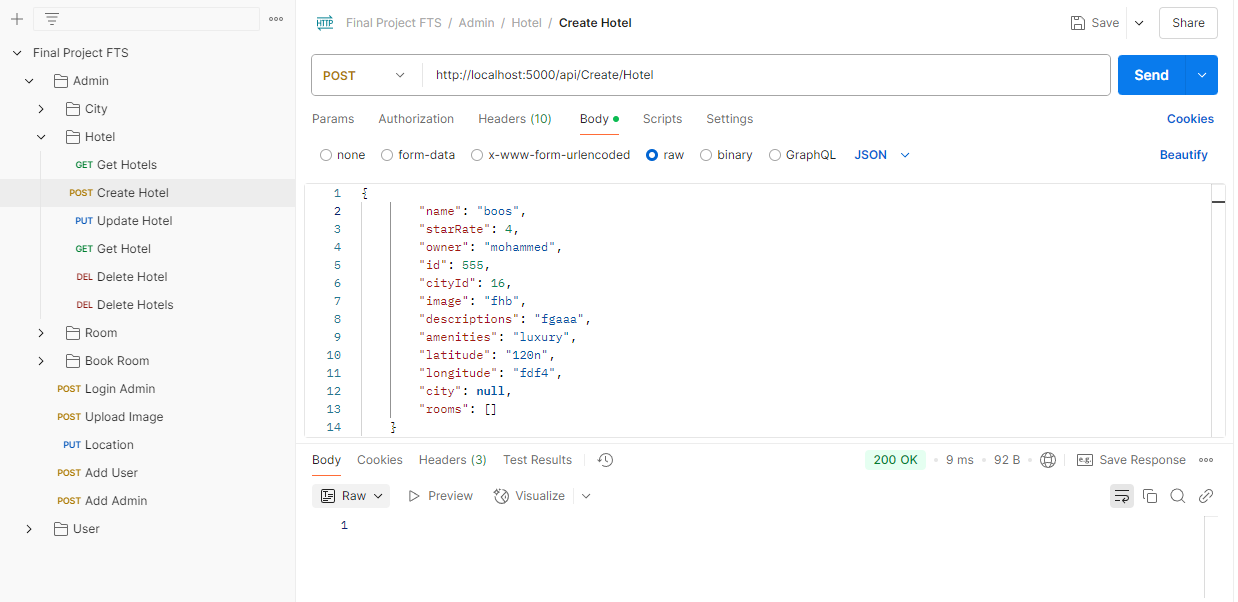 Final Project FTS / Admin / Hotel / Create Hotel
Save
Share
Final Project FTS
Admin
City
Hotel
GET Get Hotels
POST Create Hotel
PUT Update Hotel
GET Get Hotel
DEL Delete Hotel
DEL Delete Hotels
Room
Book Room
POST Login Admin
POST Upload Image
PUT Location
POST Add User
POST Add Admin
User
HTTP
POST http://localhost:5000/api/Create/Hotel Send
Params Authorization Headers (10) Body Scripts Settings Cookies
none form-data x-www-form-urlencoded raw binary GraphQL JSON Beautify
1 {
2 "name": "boos",
3 "starRate": 4,
4 "owner": "mohammed",
5 "id": 555,
6 "cityId": 16,
7 "image": "fhb",
8 "descriptions": "fgaaa",
9 "amenities": "luxury",
10 "latitude": "120n",
11 "longitude": "fdf4",
12 "city": null,
13 "rooms": []
14 }
Body Cookies Headers (3) Test Results 200 OK 9 ms 92 B e.g. Save Response
Raw Preview Visualize
1